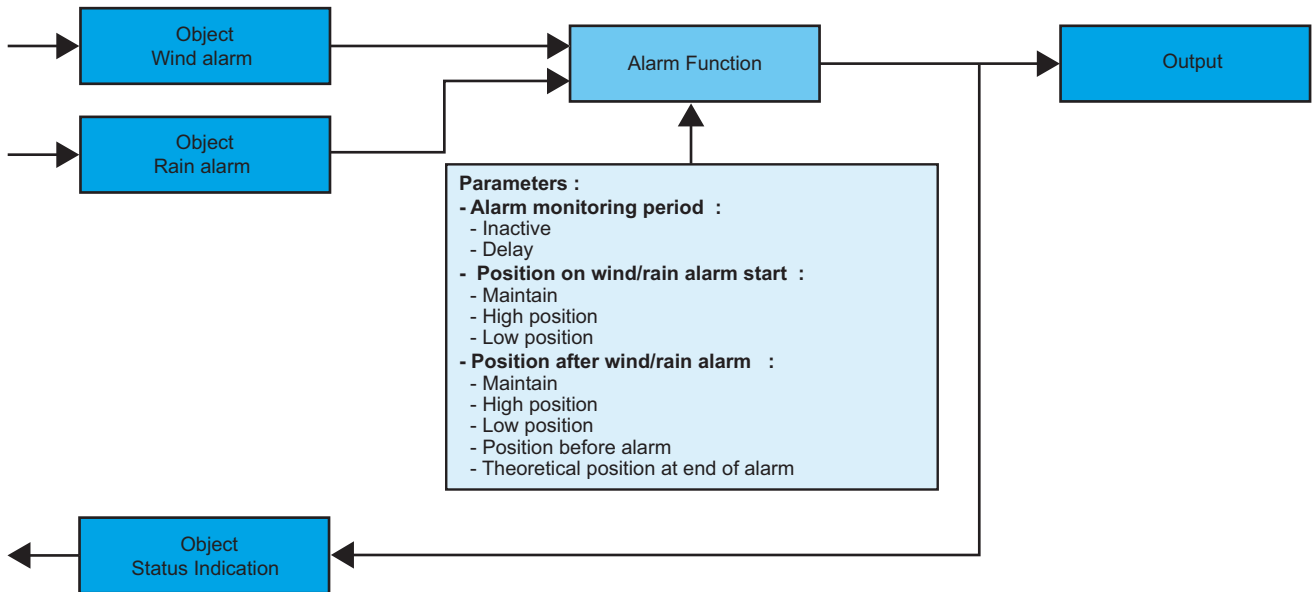 Object
Wind alarm
Alarm Function
Output
Object
Rain alarm
Parameters :
- Alarm monitoring period :
- Inactive
- Delay
- Position on wind/rain alarm start :
- Maintain
- High position
- Low position
- Position after wind/rain alarm :
- Maintain
- High position
- Low position
- Position before alarm
- Theoretical position at end of alarm
Object
Status Indication